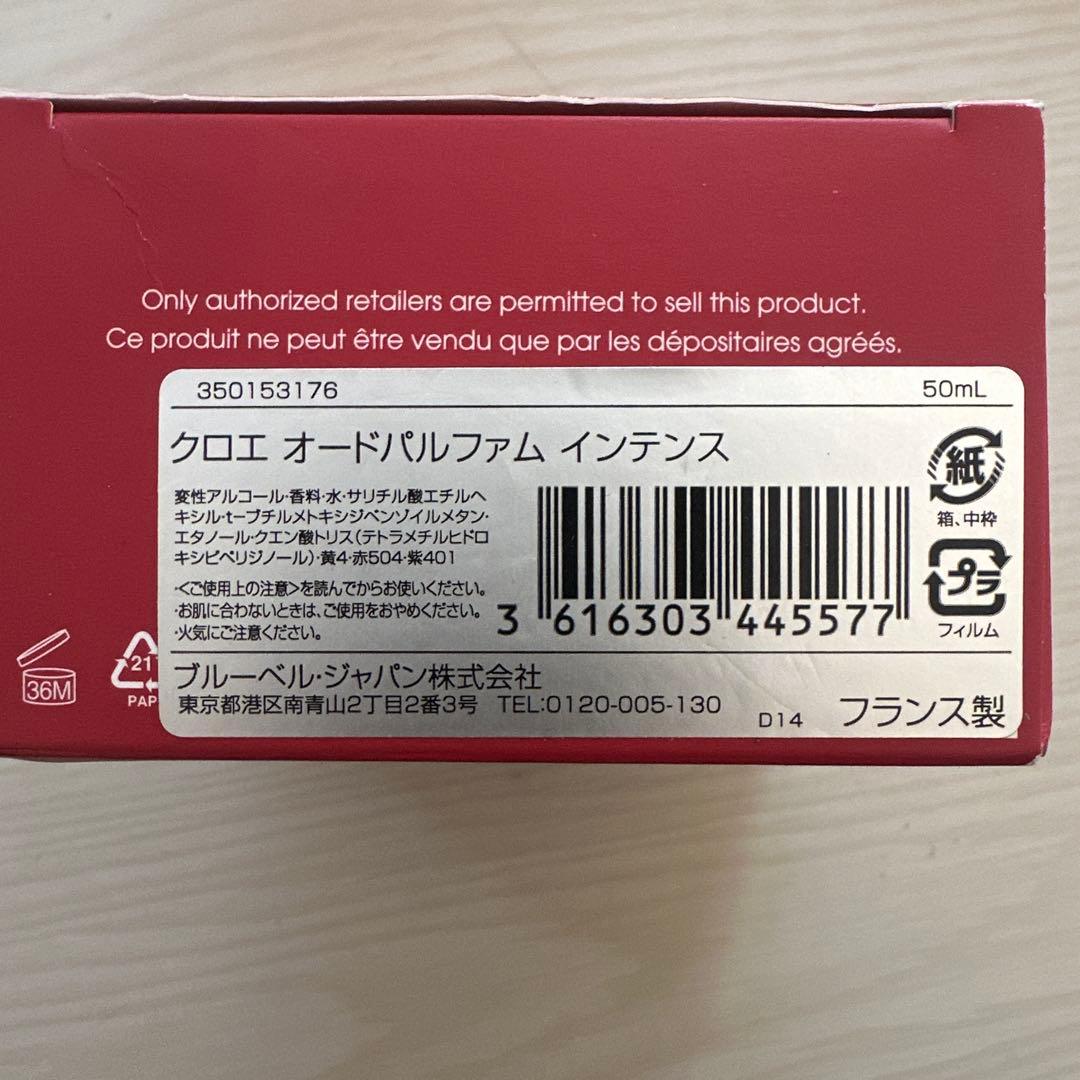 Only authorized retailers are permitted to sell this product.
Ce produit ne peut être vendu que par les dépositaires agréés.
350153176 50mL
クロエ オードパルファム インテンス
変性アルコール・香料・水・サリチル酸エチルヘ
キシル・t-ブチルメトキシジベンゾイルメタン・
エタノール・クエン酸トリス(テトラメチルヒドロ
キシピペリジノール)・黄4・赤504・紫401
・<ご使用上の注意>を読んでからお使いください。
・お肌に合わないときは、ご使用をおやめください。
・火気にご注意ください。
3 616303 445577
紙
箱、中枠
プラ
フィルム
36M
21
PAP
ブルーベル・ジャパン株式会社
東京都港区南青山2丁目2番3号 TEL:0120-005-130
D14 フランス製